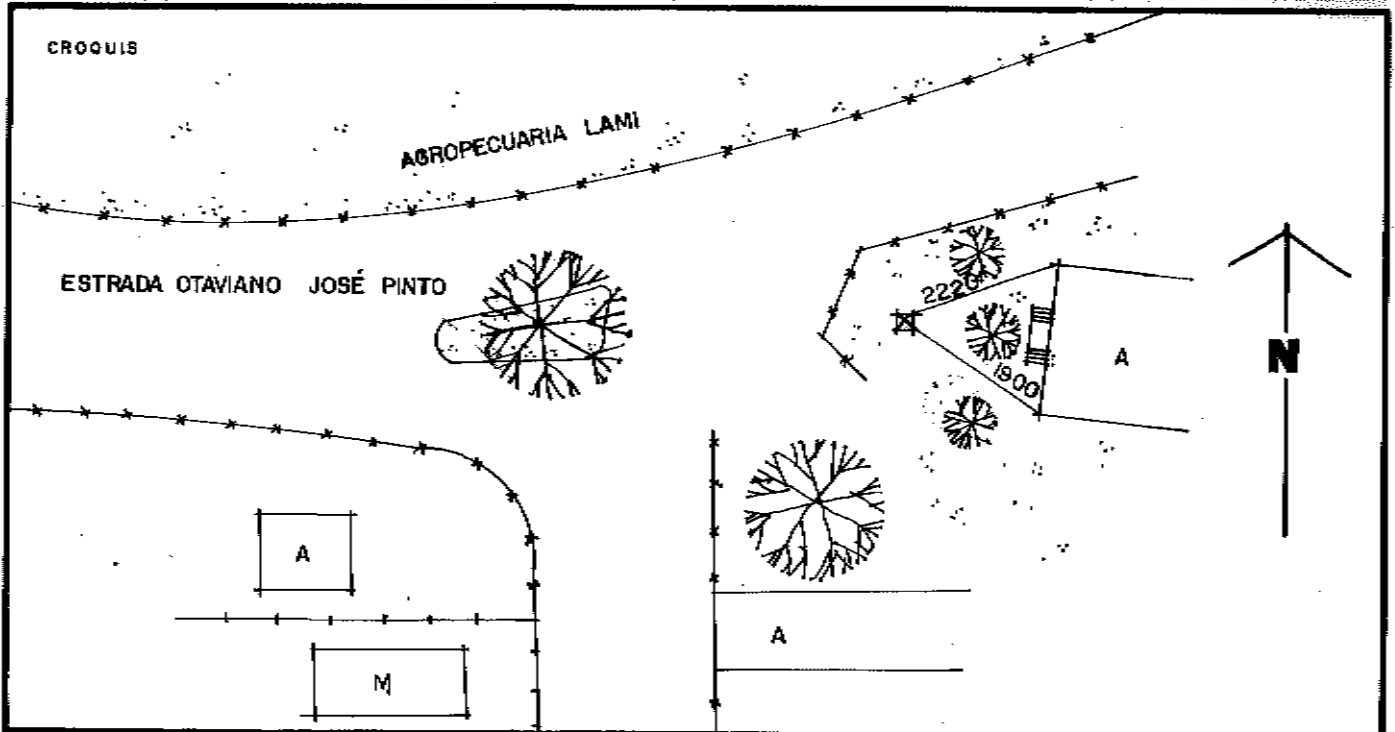 CROQUIS
AGROPECUARIA LAMI
ESTRADA OTAVIANO JOSÉ PINTO
2220
1900
A
N
A
A
M